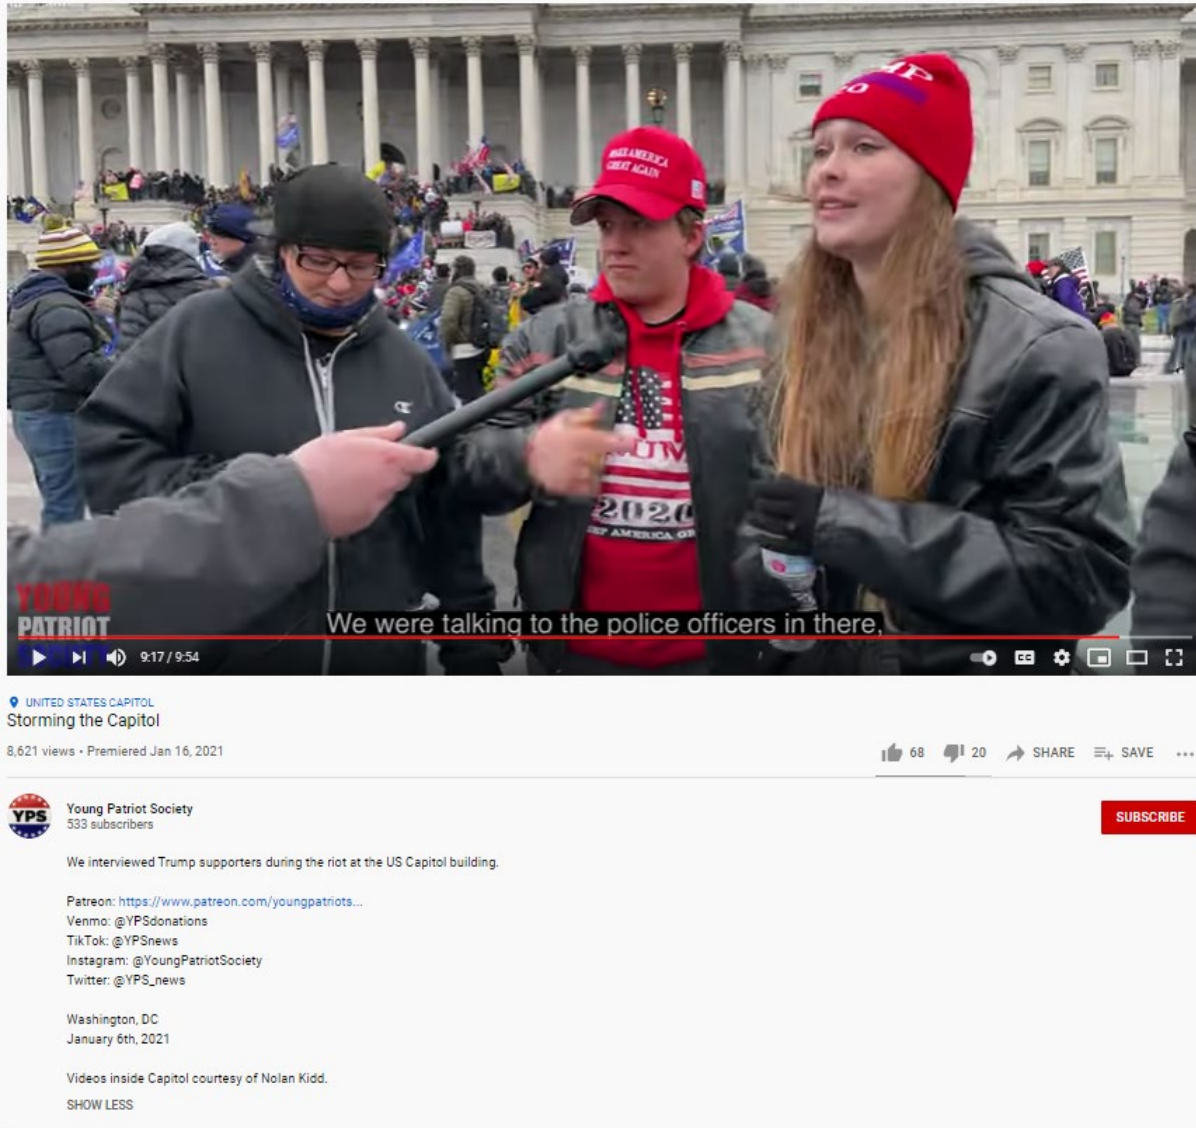 MP
20
MAKE AMERICA
GREAT AGAIN
2020
We were talking to the police officers in there,
YOUNG
PATRIOT
SOCIETY
9:17 / 9:54
CC
UNITED STATES CAPITOL
Storming the Capitol
8,621 views • Premiered Jan 16, 2021
68
20
SHARE
SAVE
YPS
Young Patriot Society
533 subscribers
SUBSCRIBE
We interviewed Trump supporters during the riot at the US Capitol building.
Patreon: https://www.patreon.com/youngpatriots...
Venmo: @YPSdonations
TikTok: @YPSnews
Instagram: @YoungPatriotSociety
Twitter: @YPS_news
Washington, DC
January 6th, 2021
Videos inside Capitol courtesy of Nolan Kidd.
SHOW LESS